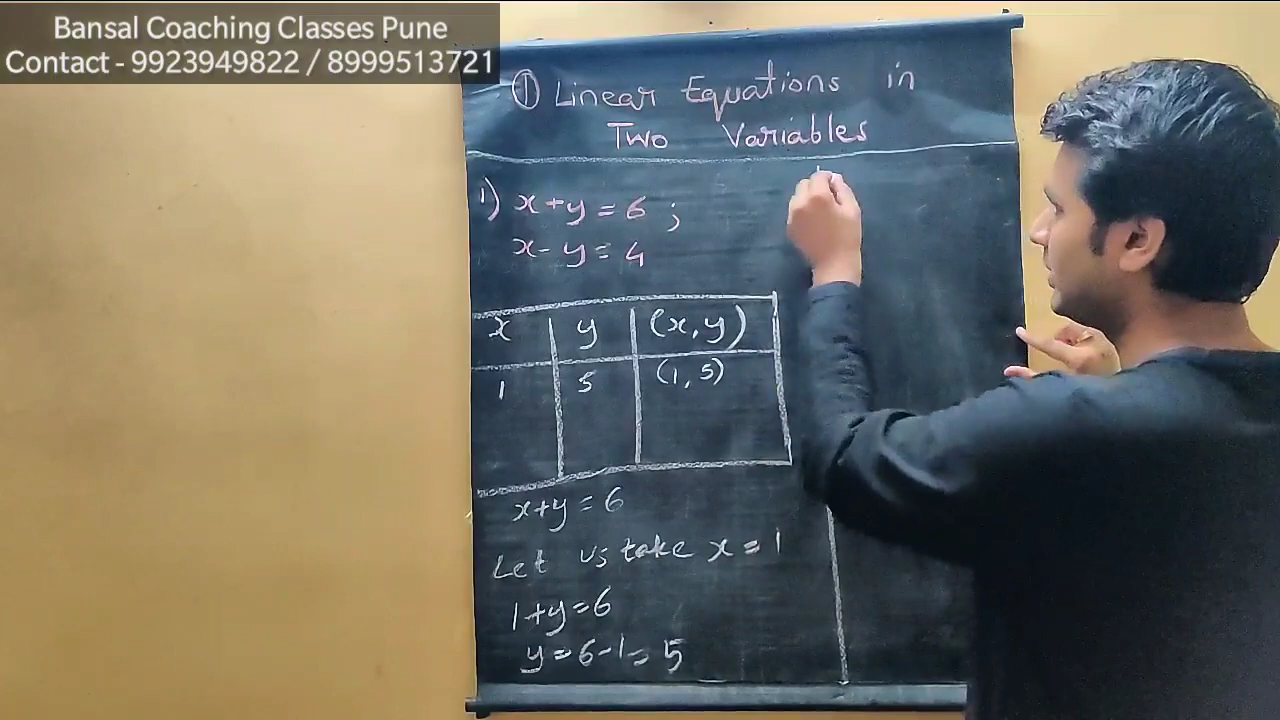 Bansal Coaching Classes Pune
Contact - 9923949822 / 8999513721
① Linear Equations in
Two Variables
1) x+y=6 ;
x-y=4
x y (x,y)
1 5 (1,5)
x+y=6
Let us take x=1
1+y=6
y=6-1=5